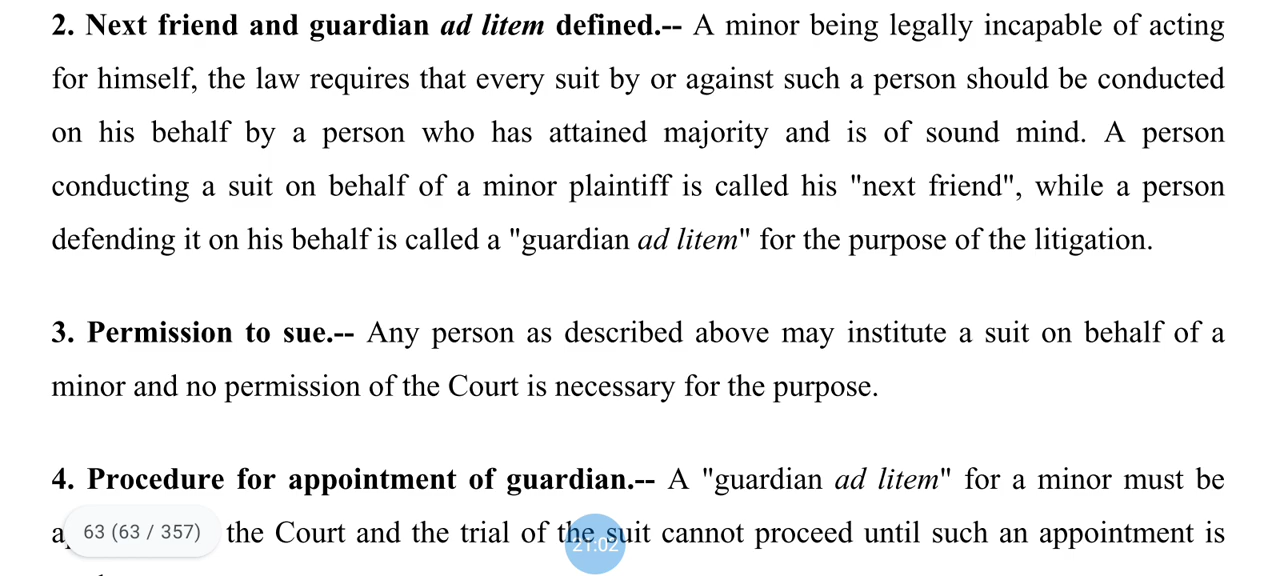 2. Next friend and guardian ad litem defined.-- A minor being legally incapable of acting
for himself, the law requires that every suit by or against such a person should be conducted
on his behalf by a person who has attained majority and is of sound mind. A person
conducting a suit on behalf of a minor plaintiff is called his "next friend", while a person
defending it on his behalf is called a "guardian ad litem" for the purpose of the litigation.
3. Permission to sue.-- Any person as described above may institute a suit on behalf of a
minor and no permission of the Court is necessary for the purpose.
4. Procedure for appointment of guardian.-- A "guardian ad litem" for a minor must be
63 (63 / 357) the Court and the trial of the suit cannot proceed until such an appointment is
21:02